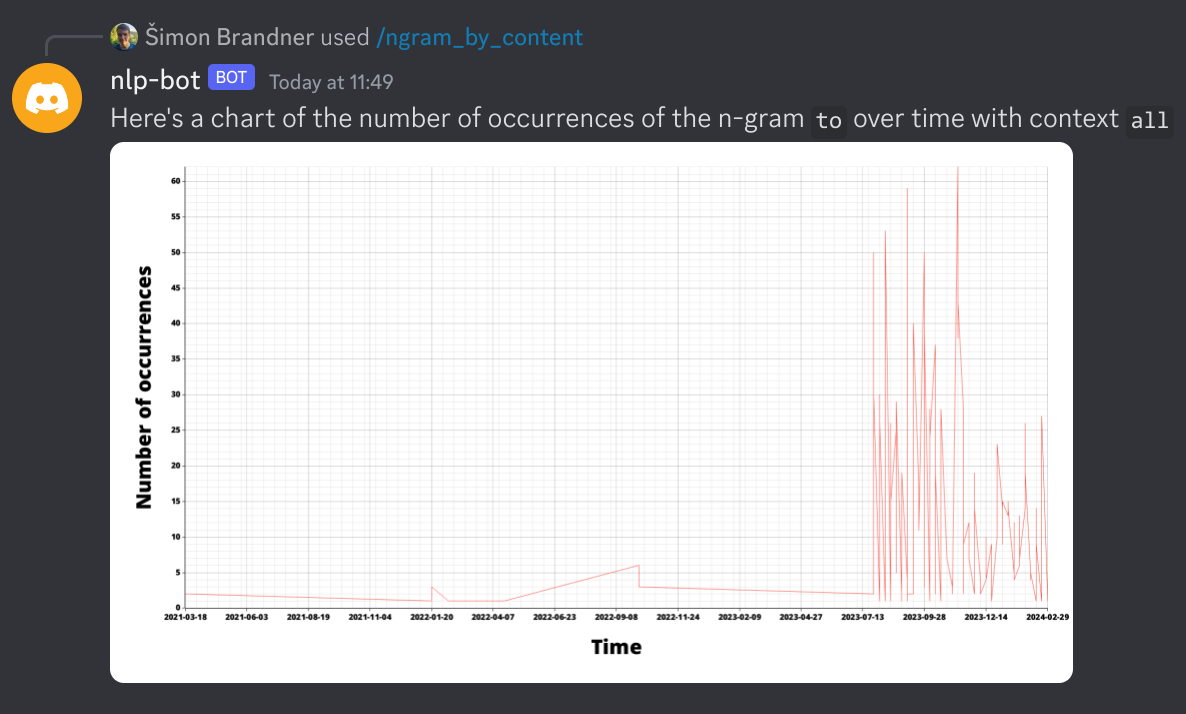 Šimon Brandner used /ngram_by_content
nlp-bot BOT Today at 11:49
Here's a chart of the number of occurrences of the n-gram to over time with context all
Number of occurrences
60
55
50
45
40
35
30
25
20
15
10
5
0
2021-03-18 2021-06-03 2021-08-19 2021-11-04 2022-01-20 2022-04-07 2022-06-23 2022-09-08 2022-11-24 2023-02-09 2023-04-27 2023-07-13 2023-09-28 2023-12-14 2024-02-29
Time